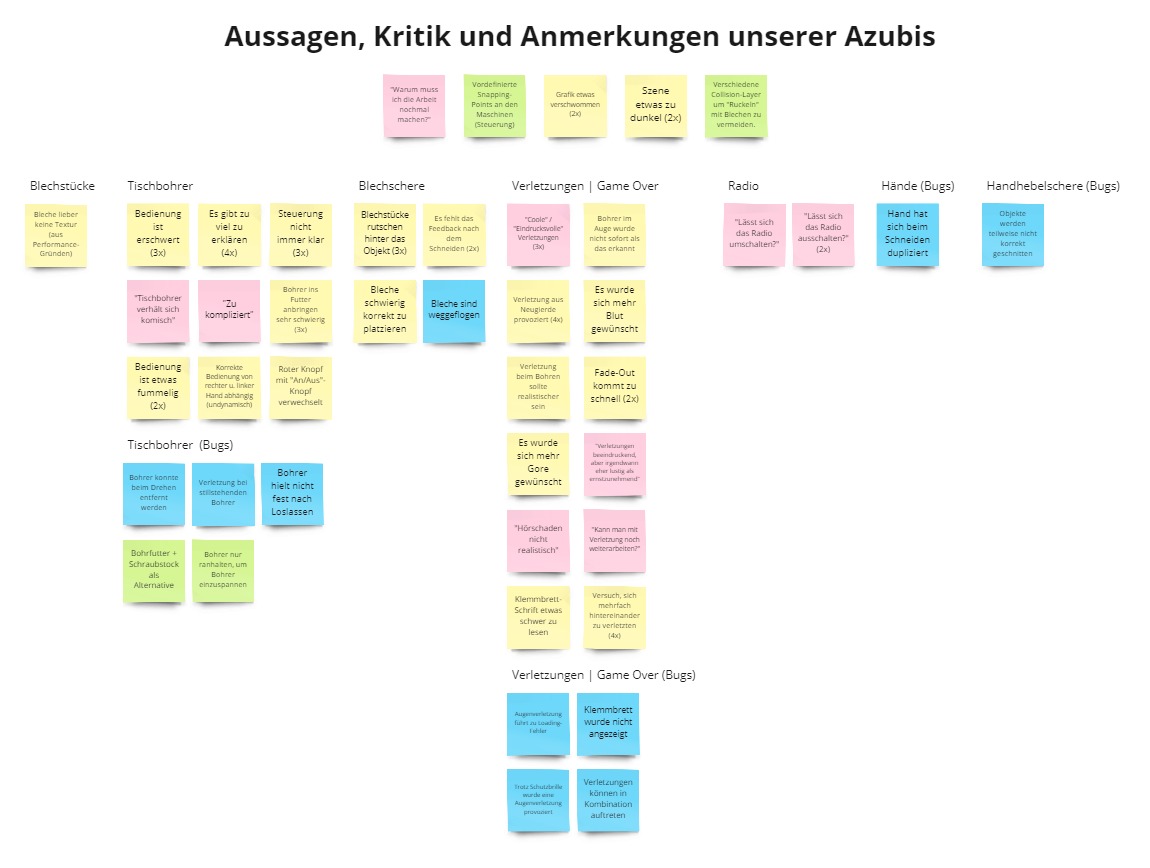 Aussagen, Kritik und Anmerkungen unserer Azubis
"Warum muss
ich die Arbeit
nochmal
machen?"
Vordefinierte
Snapping-
Points an den
Maschinen
(Steuerung)
Grafik etwas
verschwommen
(2x)
Szene
etwas zu
dunkel (2x)
Verschiedene
Collision-Layer
um "Ruckeln"
mit Blechen zu
vermeiden.
Blechstücke
Bleche lieber
keine Textur
(aus
Performance-
Gründen)
Tischbohrer
Bedienung
ist
erschwert
(3x)
Es gibt zu
viel zu
erklären
(4x)
Steuerung
nicht
immer klar
(3x)
"Tischbohrer
verhält sich
komisch"
"Zu
kompliziert"
Bohrer ins
Futter
anbringen
sehr schwierig
(3x)
Bedienung
ist etwas
fummelig
(2x)
Korrekte
Bedienung von
rechter u. linker
Hand abhängig
(undynamisch)
Roter Knopf
mit "An/Aus"-
Knopf
verwechselt
Tischbohrer (Bugs)
Bohrer konnte
beim Drehen
entfernt
werden
Verletzung bei
stillstehenden
Bohrer
Bohrer
hielt nicht
fest nach
Loslassen
Bohrfutter +
Schraubstock
als
Alternative
Bohrer nur
ranhalten, um
Bohrer
einzuspannen
Blechschere
Blechstücke
rutschen
hinter das
Objekt (3x)
Es fehlt das
Feedback nach
dem
Schneiden (2x)
Bleche
schwierig
korrekt zu
platzieren
Bleche sind
weggeflogen
Verletzungen | Game Over
"Coole" /
"Eindrucksvolle"
Verletzungen
(3x)
Bohrer im
Auge wurde
nicht sofort als
das erkannt
Verletzung aus
Neugierde
provoziert (4x)
Es wurde
sich mehr
Blut
gewünscht
Verletzung
beim Bohren
sollte
realistischer
sein
Fade-Out
kommt zu
schnell (2x)
Es wurde
sich mehr
Gore
gewünscht
"Verletzungen
beeindruckend,
aber irgendwann
eher lustig als
ernstzunehmend"
"Hörschaden
nicht
realistisch"
"Kann man mit
Verletzung noch
weiterarbeiten?"
Klemmbrett-
Schrift etwas
schwer zu
lesen
Versuch, sich
mehrfach
hintereinander
zu verletzten
(4x)
Verletzungen | Game Over (Bugs)
Augenverletzung
führt zu Loading-
Fehler
Klemmbrett
wurde nicht
angezeigt
Trotz Schutzbrille
wurde eine
Augenverletzung
provoziert
Verletzungen
können in
Kombination
auftreten
Radio
"Lässt sich
das Radio
umschalten?"
"Lässt sich
das Radio
ausschalten?"
(2x)
Hände (Bugs)
Hand hat
sich beim
Schneiden
dupliziert
Handhebelschere (Bugs)
Objekte
werden
teilweise nicht
korrekt
geschnitten